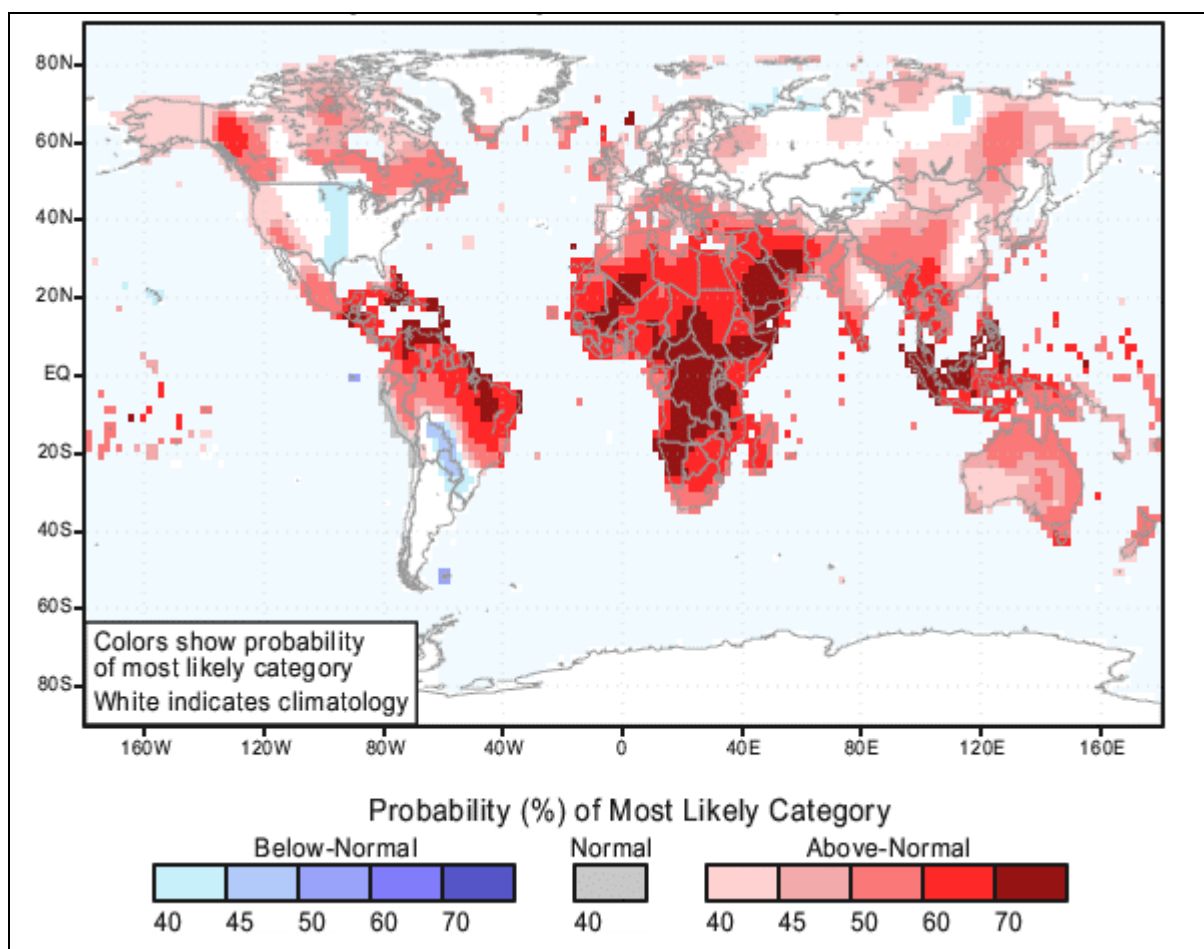 80N
60N
40N
20N
EQ
20S
40S
60S
80S
Colors show probability
of most likely category
White indicates climatology
160W 120W 80W 40W 0 40E 80E 120E 160E
Probability (%) of Most Likely Category
Below-Normal Normal Above-Normal
40 45 50 60 70 40 40 45 50 60 70